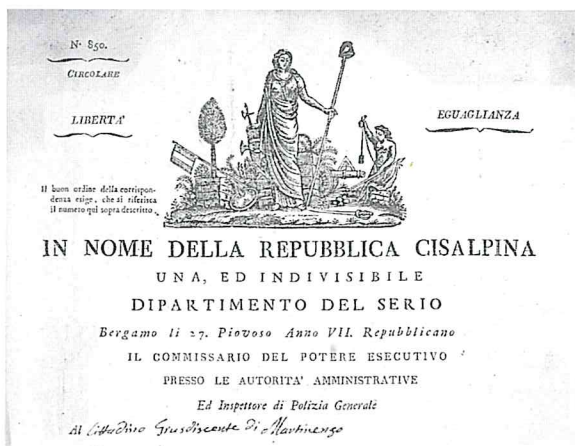 N.° 850.
CIRCOLARE
LIBERTA'
EGUAGLIANZA
Il buon ordine della corrispon-
denza esige, che si riferisca
il numero qui sopra descritto.
IN NOME DELLA REPUBBLICA CISALPINA
UNA, ED INDIVISIBILE
DIPARTIMENTO DEL SERIO
Bergamo li 27. Piovoso Anno VII. Repubblicano
IL COMMISSARIO DEL POTERE ESECUTIVO
PRESSO LE AUTORITA' AMMINISTRATIVE
Ed Inspettore di Polizia Generale
Al Cittadino Giusdicente di Martinengo